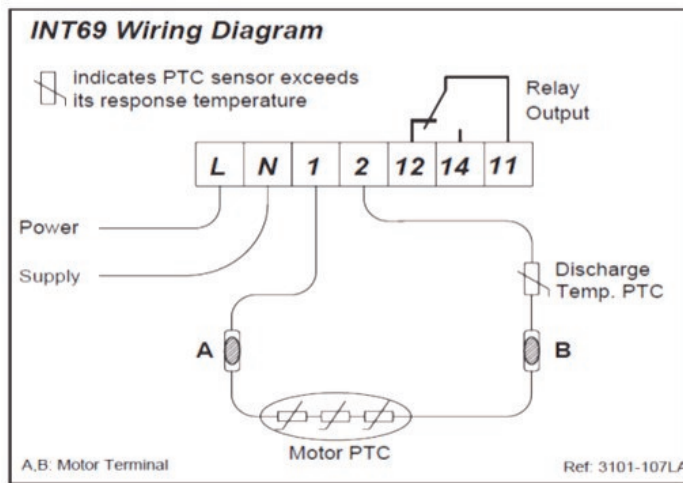 INT69 Wiring Diagram
indicates PTC sensor exceeds
its response temperature
Relay
Output
L N 1 2 12 14 11
Power
Supply
Discharge
Temp. PTC
A
B
Motor PTC
A,B: Motor Terminal
Ref: 3101-107LA